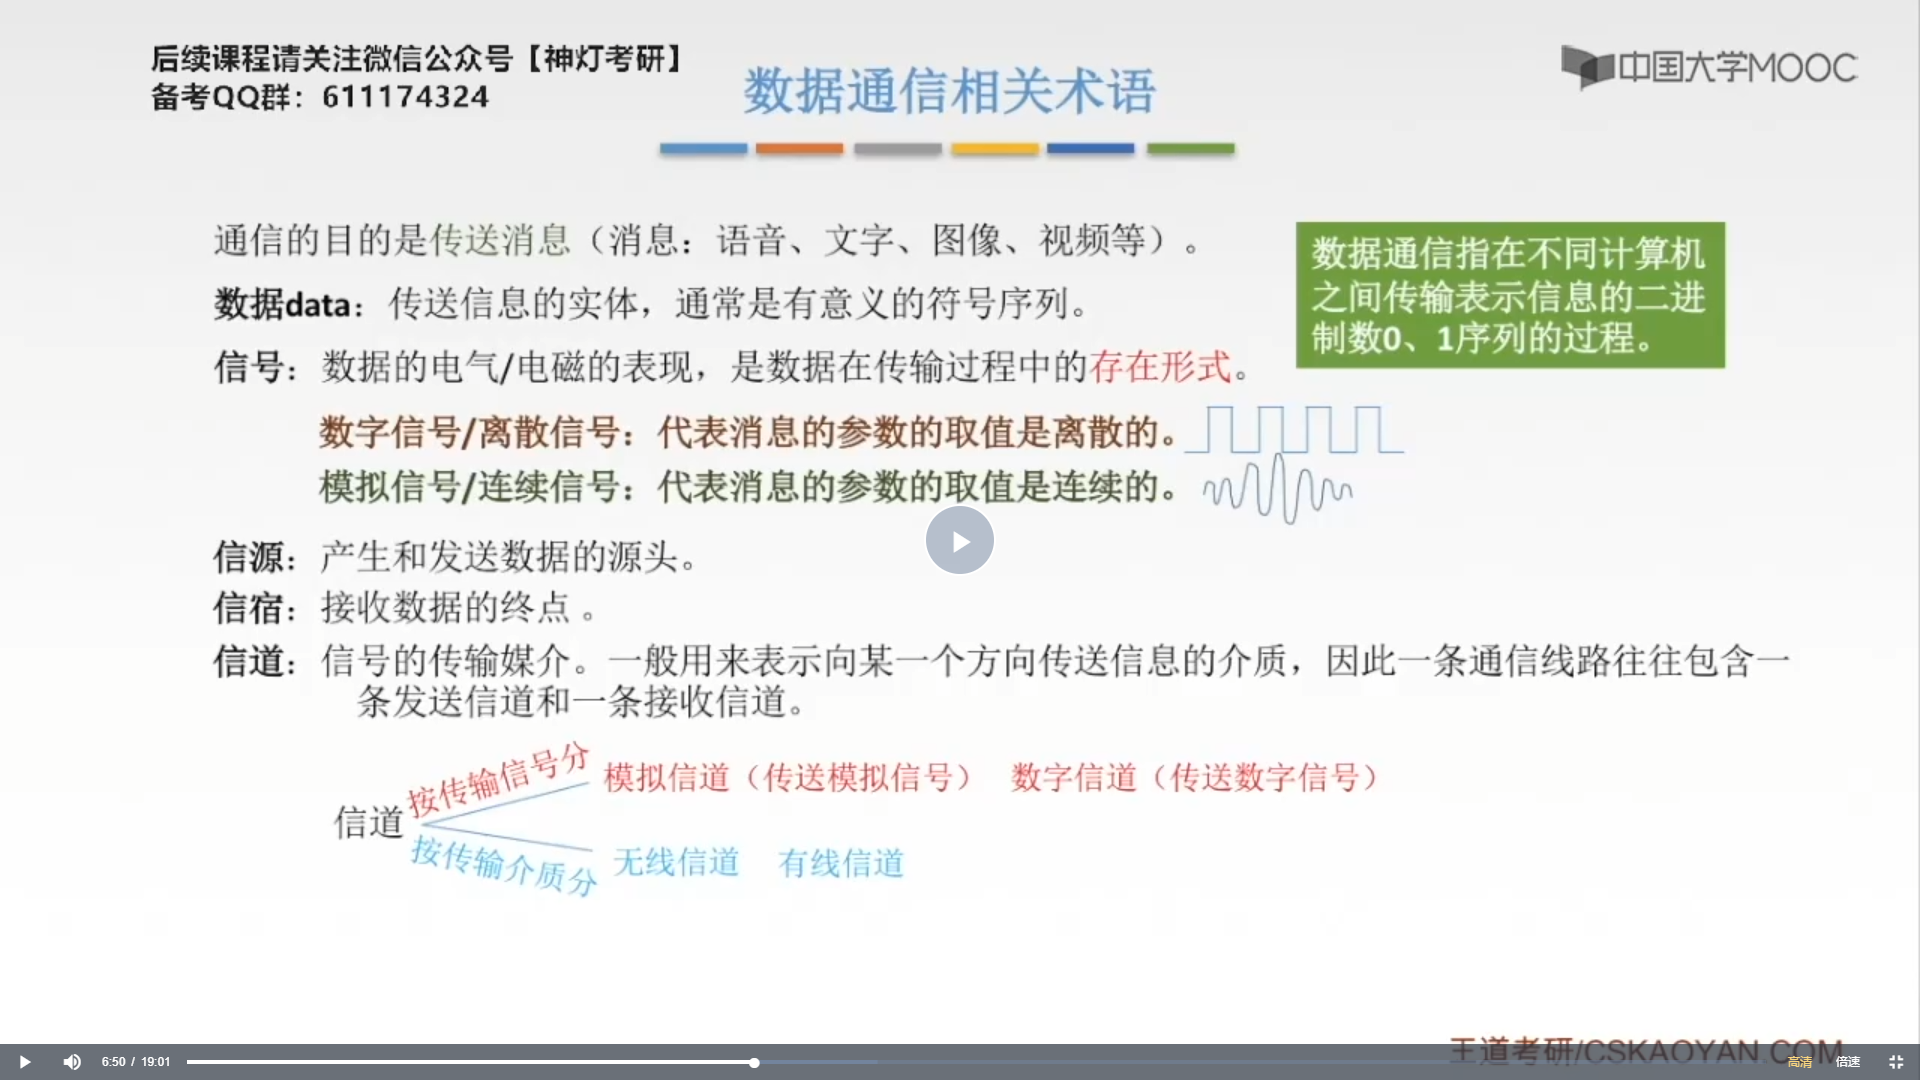 后续课程请关注微信公众号【神灯考研】
备考QQ群：611174324
中国大学MOOC
数据通信相关术语
通信的目的是传送消息（消息：语音、文字、图像、视频等）。
数据通信指在不同计算机
之间传输表示信息的二进
制数0、1序列的过程。
数据data：传送信息的实体，通常是有意义的符号序列。
信号：数据的电气/电磁的表现，是数据在传输过程中的存在形式。
数字信号/离散信号：代表消息的参数的取值是离散的。
模拟信号/连续信号：代表消息的参数的取值是连续的。
信源：产生和发送数据的源头。
信宿：接收数据的终点 。
信道：信号的传输媒介。一般用来表示向某一个方向传送信息的介质，因此一条通信线路往往包含一
条发送信道和一条接收信道。
信道
按传输信号分
模拟信道（传送模拟信号） 数字信道（传送数字信号）
按传输介质分
无线信道 有线信道
王道考研/CSKAOYAN.COM
6:50 / 19:01
高清
倍速